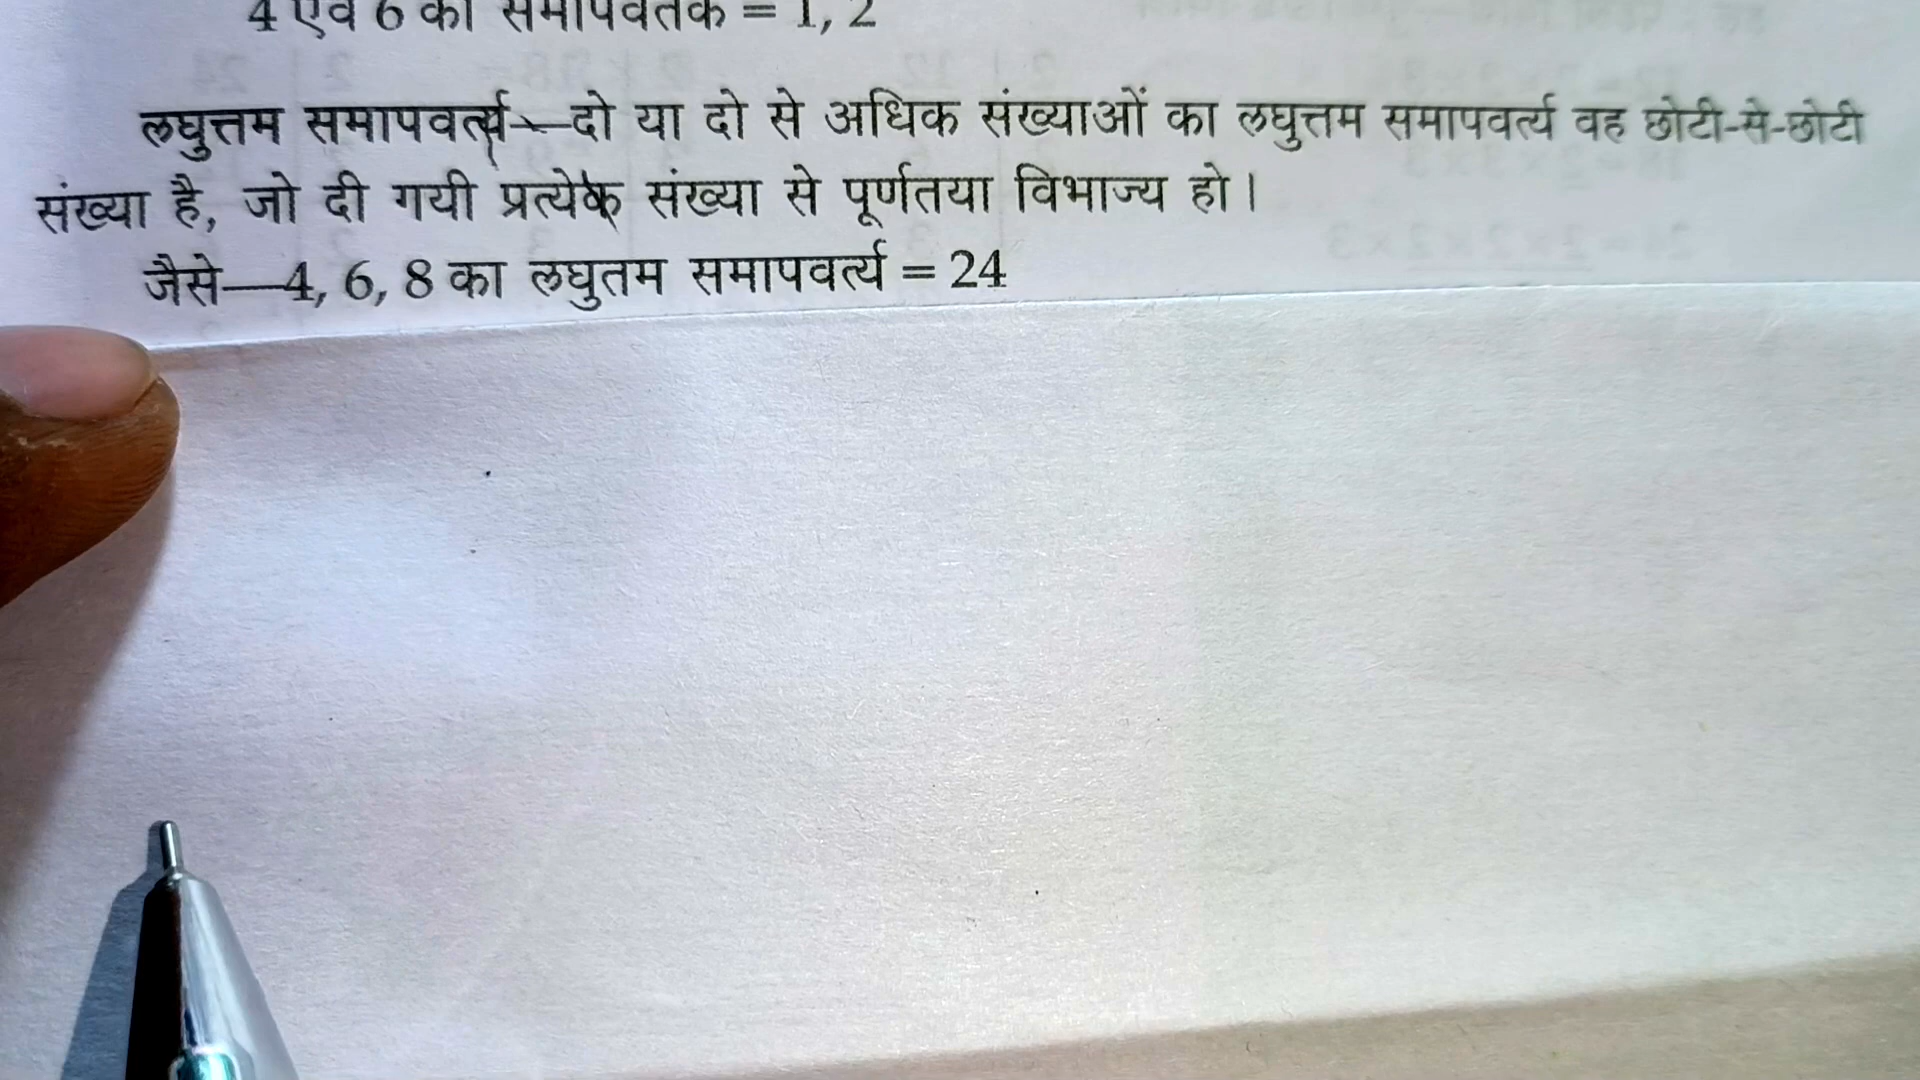 4 एवं 6 का समापवर्तक = 1, 2
लघुत्तम समापवर्त्य—दो या दो से अधिक संख्याओं का लघुत्तम समापवर्त्य वह छोटी-से-छोटी
संख्या है, जो दी गयी प्रत्येक संख्या से पूर्णतया विभाज्य हो।
जैसे—4, 6, 8 का लघुतम समापवर्त्य = 24